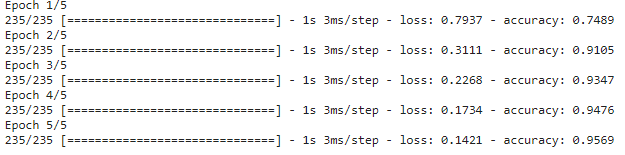 Epoch 1/5
235/235 [==============================] - 1s 3ms/step - loss: 0.7937 - accuracy: 0.7489
Epoch 2/5
235/235 [==============================] - 1s 3ms/step - loss: 0.3111 - accuracy: 0.9105
Epoch 3/5
235/235 [==============================] - 1s 3ms/step - loss: 0.2268 - accuracy: 0.9347
Epoch 4/5
235/235 [==============================] - 1s 3ms/step - loss: 0.1734 - accuracy: 0.9476
Epoch 5/5
235/235 [==============================] - 1s 3ms/step - loss: 0.1421 - accuracy: 0.9569